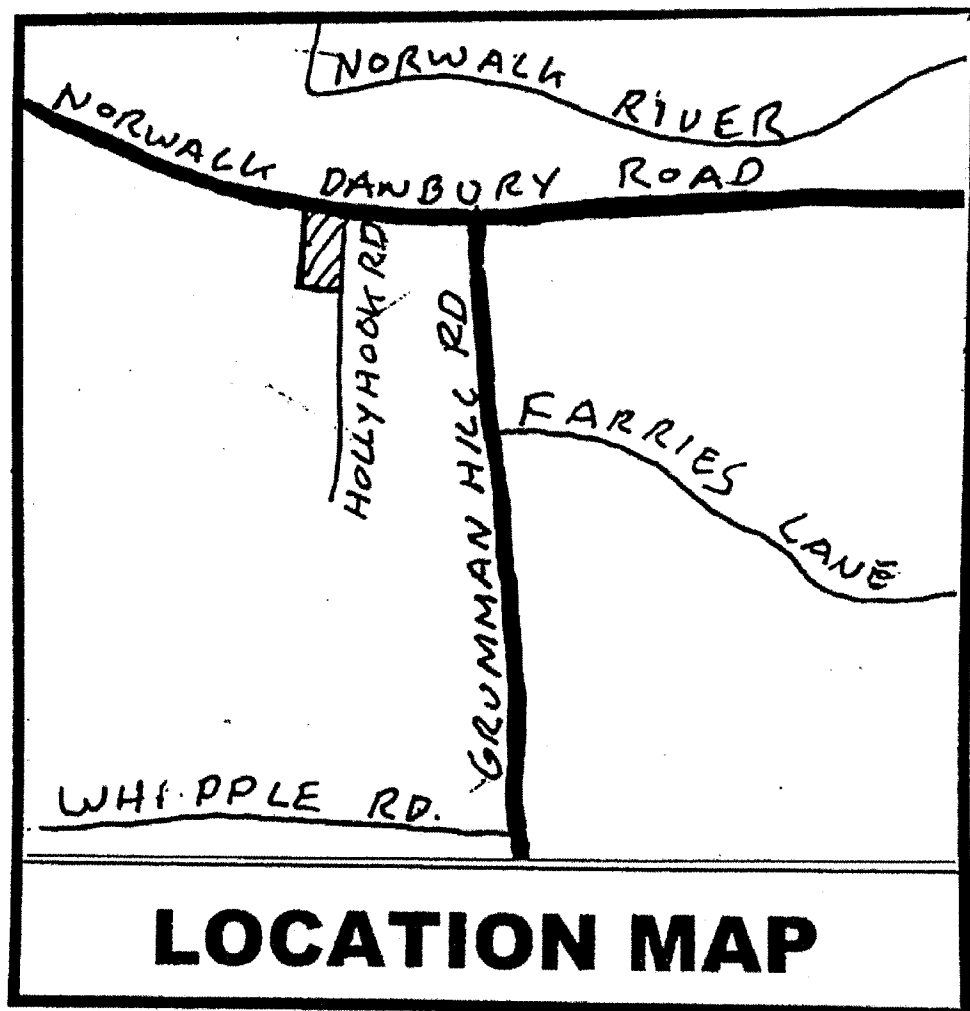 NORWALK RIVER
NORWALK DANBURY ROAD
HOLLYHOCK RD
GRUMMAN HILL RD
FARRIES LANE
WHIPPLE RD.
LOCATION MAP